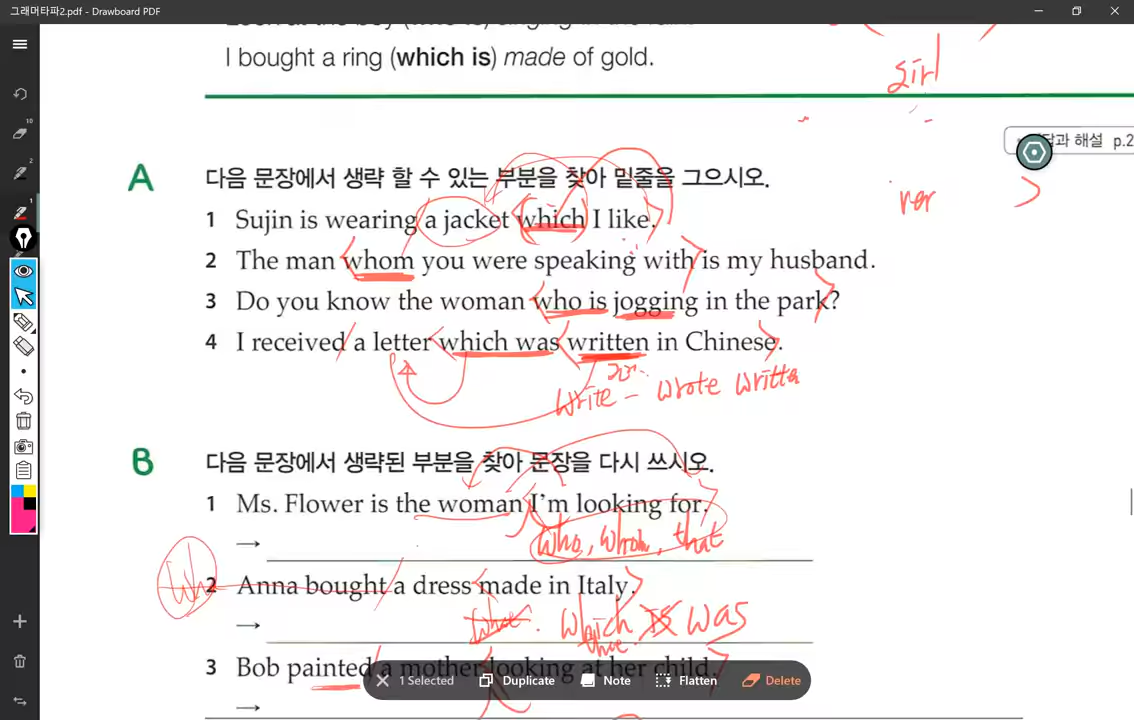 그래머타파2.pdf - Drawboard PDF
I bought a ring (which is) made of gold.
girl
해설 p.2
A 다음 문장에서 생략 할 수 있는 부분을 찾아 밑줄을 그으시오.
1 Sujin is wearing a jacket which I like.
2 The man whom you were speaking with is my husband.
3 Do you know the woman who is jogging in the park?
4 I received a letter which was written in Chinese.
write - wrote written
B 다음 문장에서 생략된 부분을 찾아 문장을 다시 쓰시오.
1 Ms. Flower is the woman I'm looking for.
→ who, whom, that
2 Anna bought a dress made in Italy.
→ which is was
3 Bob painted a mother looking at her child.
→
1 Selected Duplicate Note Flatten Delete